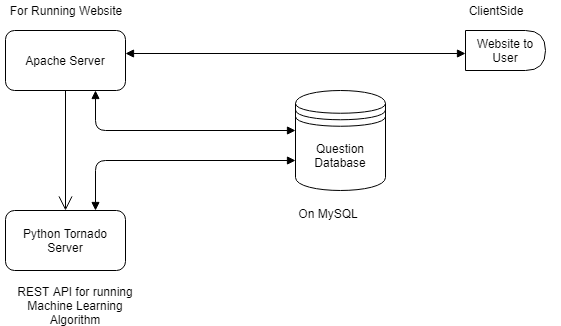 For Running Website
ClientSide
Apache Server
Website to
User
Question
Database
On MySQL
Python Tornado
Server
REST API for running
Machine Learning
Algorithm